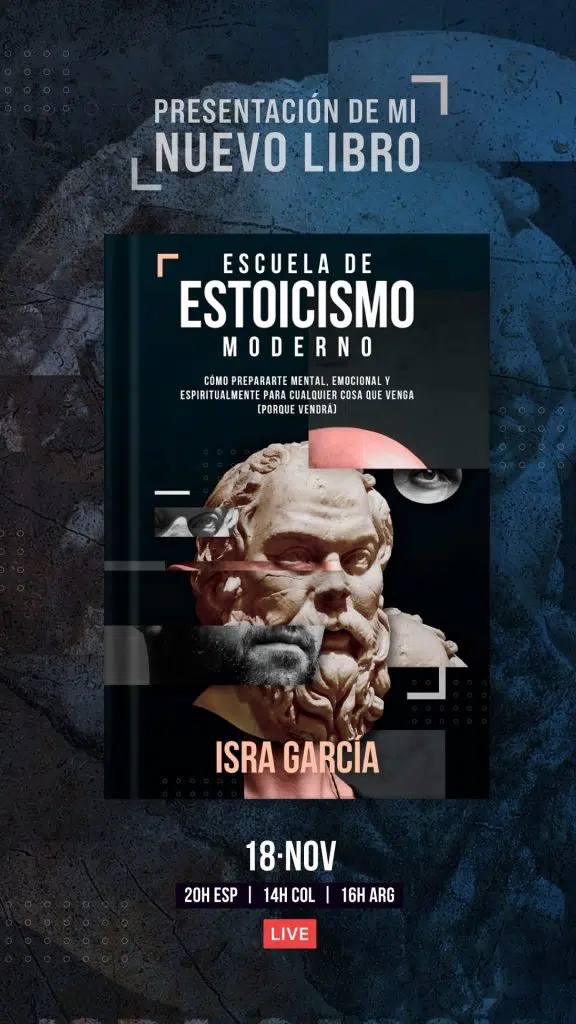 PRESENTACIÓN DE MI
NUEVO LIBRO
ESCUELA DE
ESTOICISMO
MODERNO
CÓMO PREPARARTE MENTAL, EMOCIONAL Y
ESPIRITUALMENTE PARA CUALQUIER COSA QUE VENGA
(PORQUE VENDRÁ)
ISRA GARCÍA
18·NOV
20H ESP | 14H COL | 16H ARG
LIVE